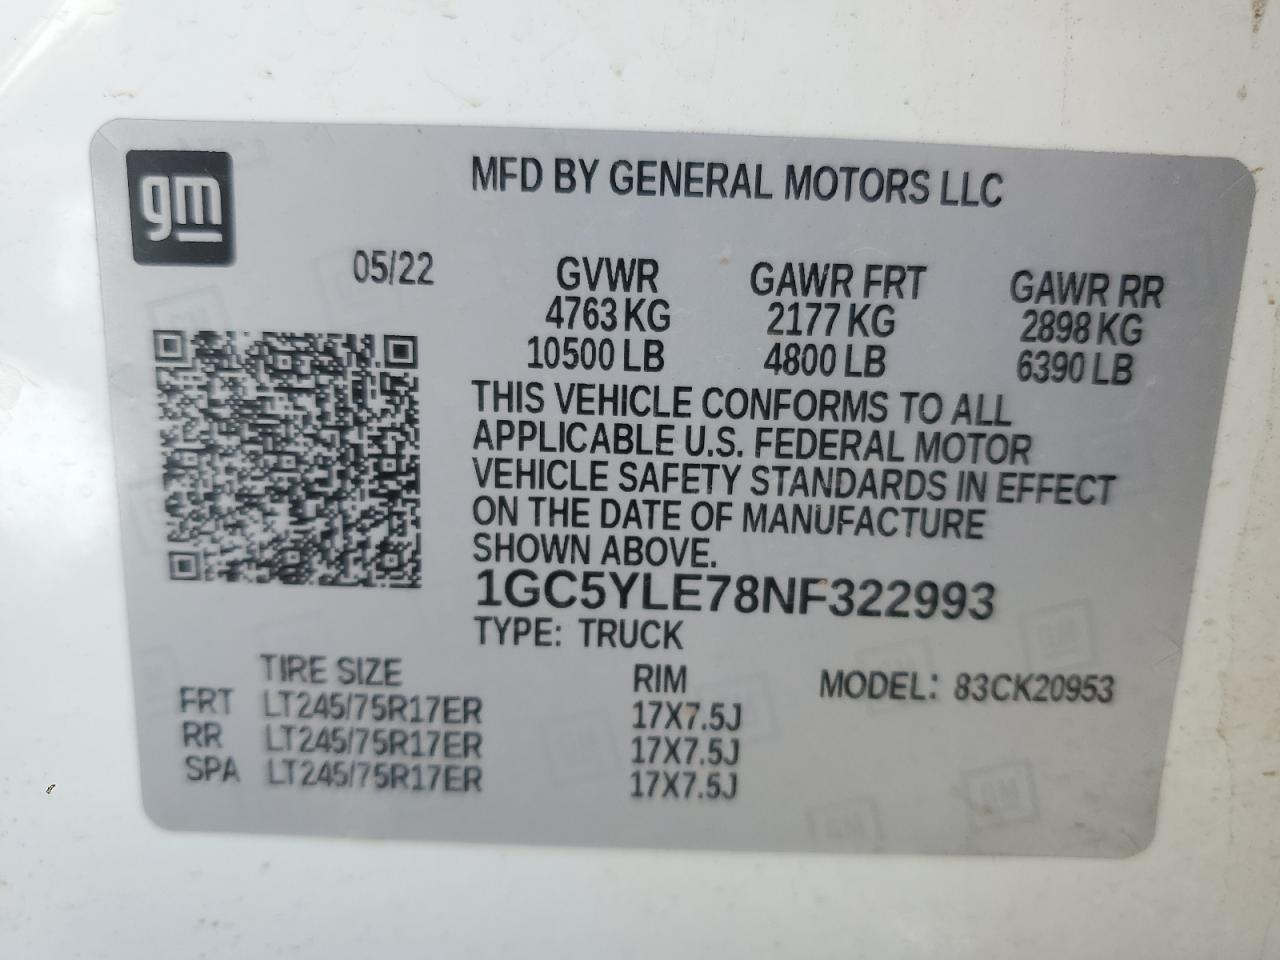 gm
MFD BY GENERAL MOTORS LLC
05/22
GVWR GAWR FRT GAWR RR
4763 KG 2177 KG 2898 KG
10500 LB 4800 LB 6390 LB
THIS VEHICLE CONFORMS TO ALL
APPLICABLE U.S. FEDERAL MOTOR
VEHICLE SAFETY STANDARDS IN EFFECT
ON THE DATE OF MANUFACTURE
SHOWN ABOVE.
1GC5YLE78NF322993
TYPE: TRUCK
TIRE SIZE RIM MODEL: 83CK20953
FRT LT245/75R17ER 17X7.5J
RR LT245/75R17ER 17X7.5J
SPA LT245/75R17ER 17X7.5J